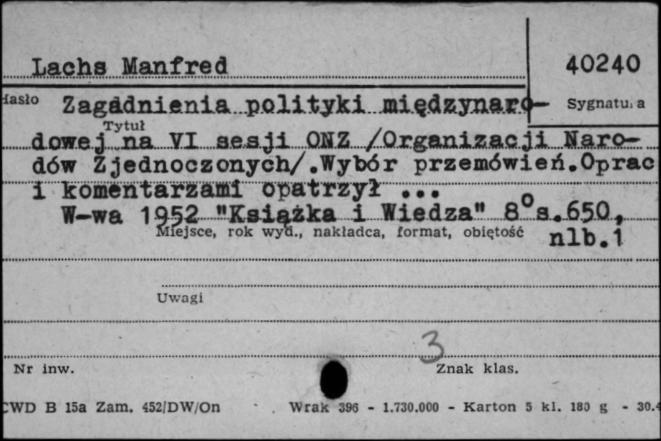 Lachs Manfred 40240
Hasło Sygnatura
Zagadnienia polityki międzynaro-
Tytuł
dowej na VI sesji ONZ /Organizacji Naro-
dów Zjednoczonych/.Wybór przemówień.Oprac
i komentarzami opatrzył ...
W-wa 1952 "Książka i Wiedza" 8° s.650,
Miejsce, rok wyd., nakładca, format, objętość nlb.1
Uwagi
3
Nr inw. Znak klas.
CWD B 15a Zam. 452/DW/On Wrak 396 - 1.730.000 - Karton 5 kl. 180 g - 30.4